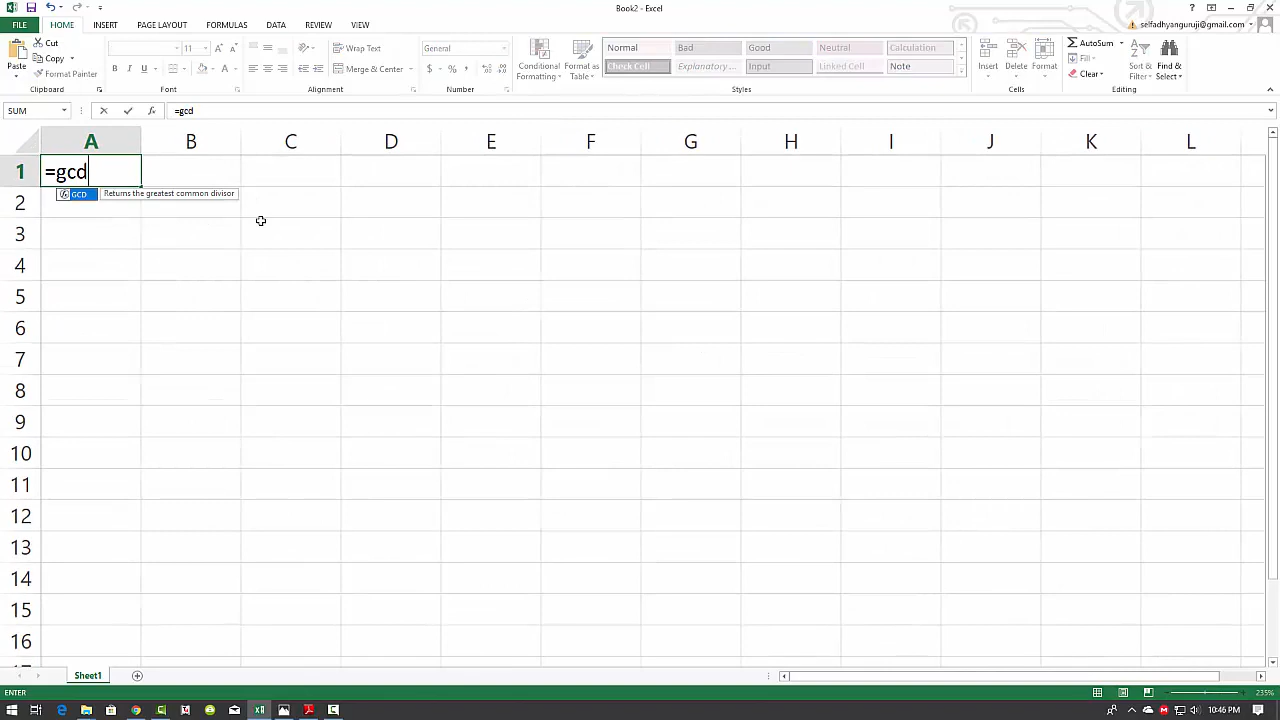 Book2 - Excel
FILE HOME INSERT PAGE LAYOUT FORMULAS DATA REVIEW VIEW selfadhyanguruji@gmail.com
Paste Cut Copy Format Painter
Clipboard
11 A A
B I U A
Font
Wrap Text
Merge & Center
Alignment
General
$ % ,
Number
Conditional Formatting Format as Table
Normal Bad Good Neutral Calculation
Check Cell Explanatory... Input Linked Cell Note
Styles
Insert Delete Format
Cells
AutoSum Fill Clear
Sort & Filter Find & Select
Editing
SUM fx =gcd
A B C D E F G H I J K L
1 =gcd
GCD Returns the greatest common divisor
2
3
4
5
6
7
8
9
10
11
12
13
14
15
16
Sheet1
ENTER 235%
10:46 PM